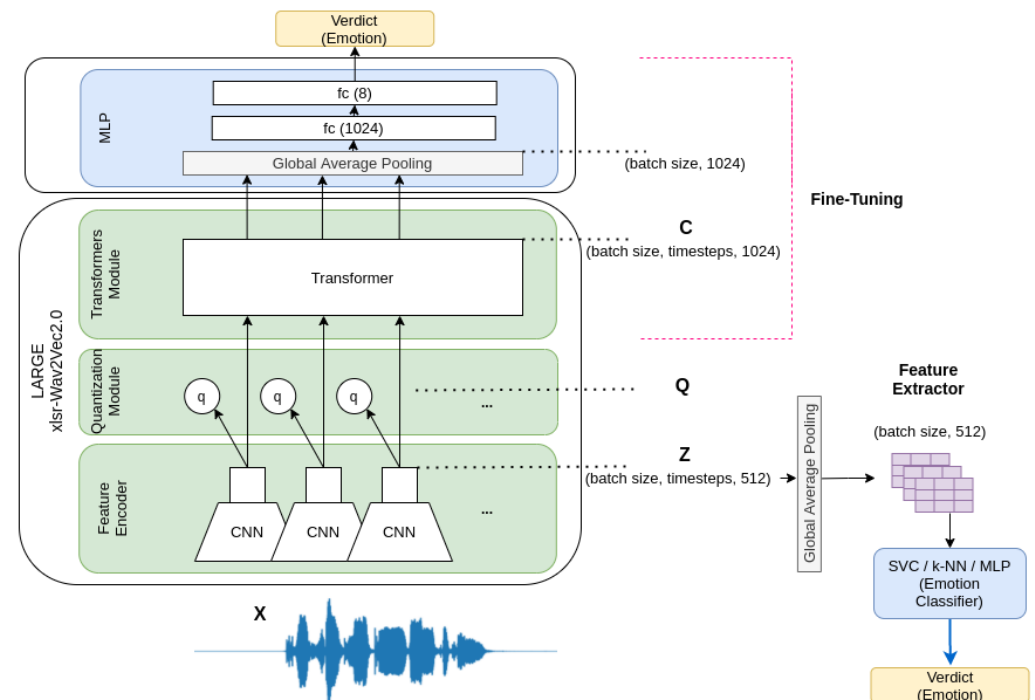 Verdict
(Emotion)
MLP
fc (8)
fc (1024)
Global Average Pooling
(batch size, 1024)
Fine-Tuning
LARGE
xlsr-Wav2Vec2.0
Transformers
Module
Transformer
C
(batch size, timesteps, 1024)
Quantization
Module
q
q
q
...
Q
Feature
Encoder
CNN
CNN
CNN
...
Z
(batch size, timesteps, 512)
Global Average Pooling
Feature
Extractor
(batch size, 512)
SVC / k-NN / MLP
(Emotion
Classifier)
Verdict
(Emotion)
X